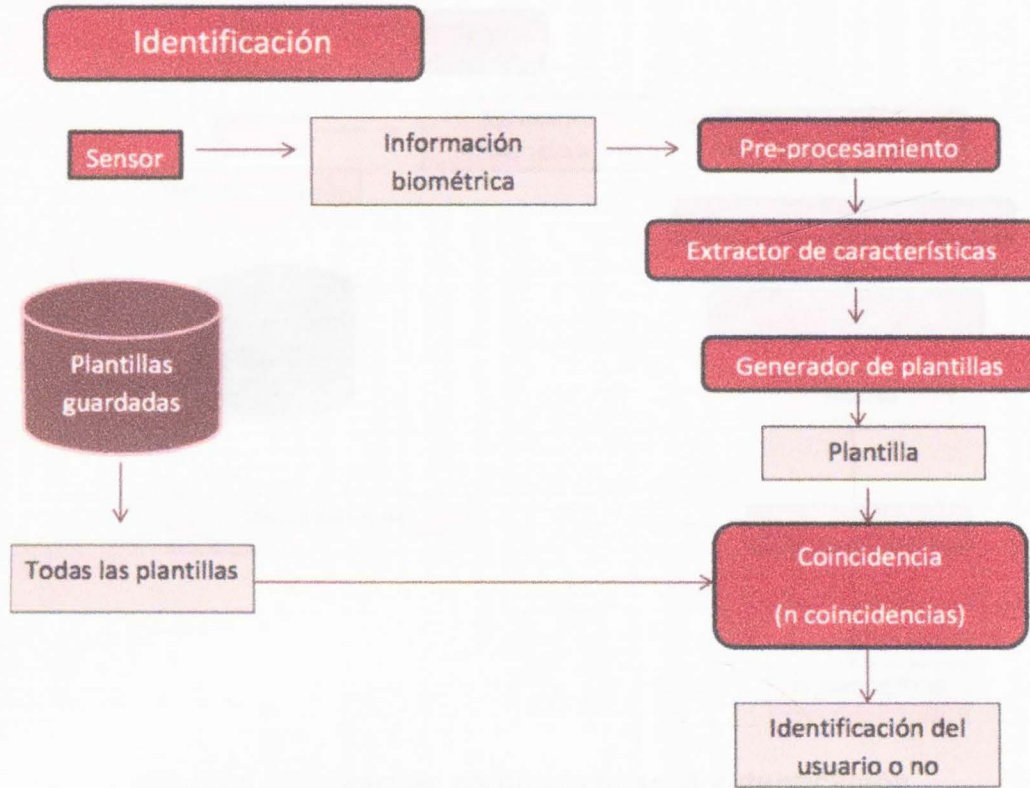 Identificación
Sensor
Información
biométrica
Pre-procesamiento
Extractor de características
Generador de plantillas
Plantilla
Plantillas
guardadas
Todas las plantillas
Coincidencia
(n coincidencias)
Identificación del
usuario o no